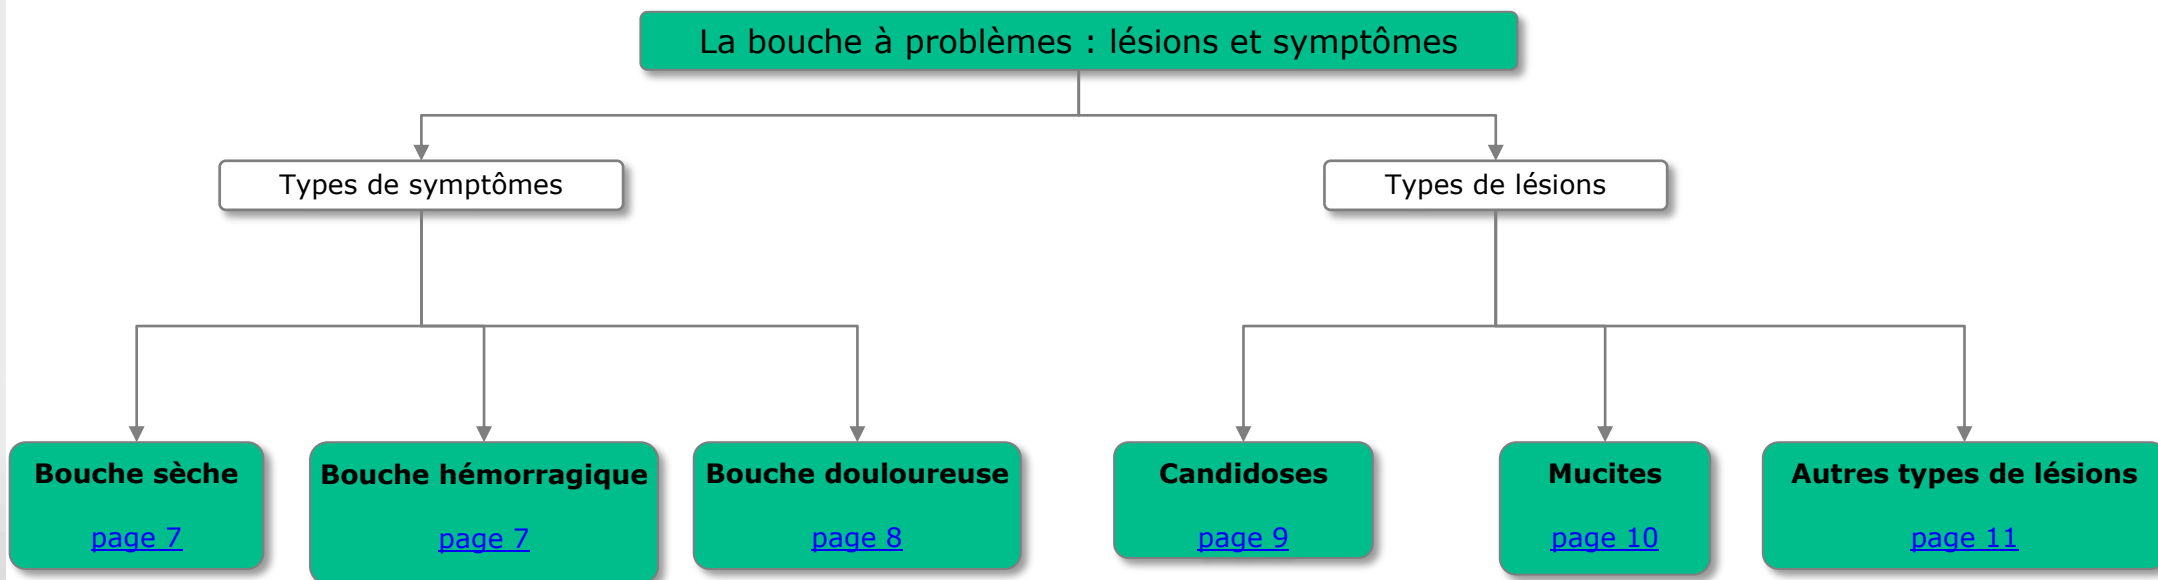 La bouche à problèmes : lésions et symptômes
Types de symptômes
Types de lésions
Bouche sèche
page 7
Bouche hémorragique
page 7
Bouche douloureuse
page 8
Candidoses
page 9
Mucites
page 10
Autres types de lésions
page 11